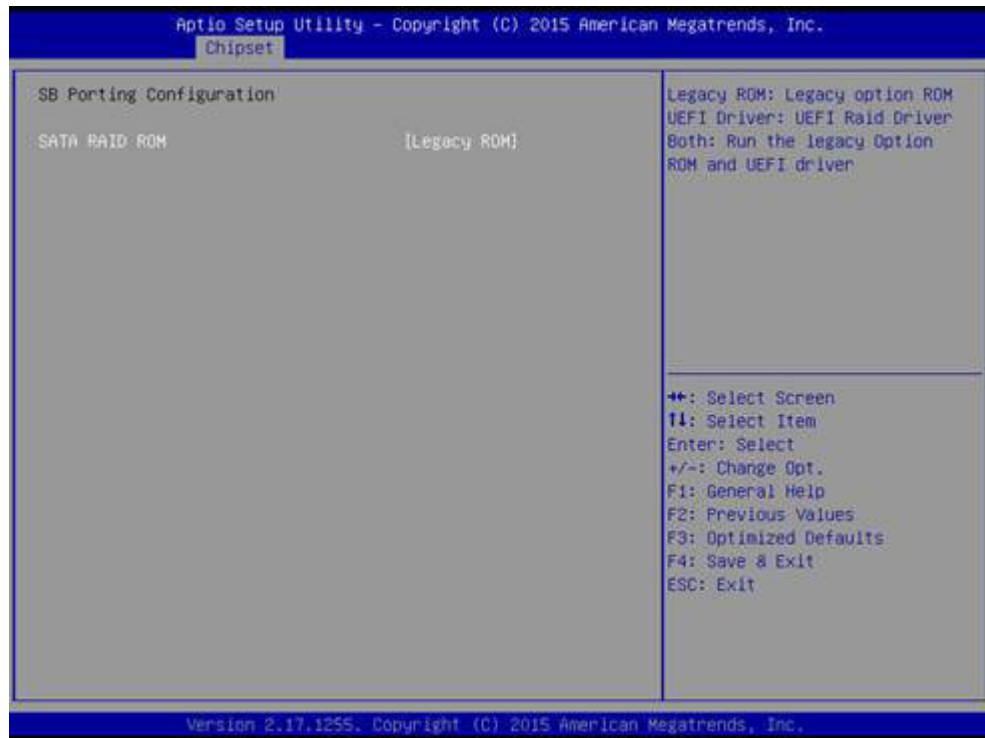 Aptio Setup Utility – Copyright (C) 2015 American Megatrends, Inc.
Chipset
SB Porting Configuration
SATA RAID ROM [Legacy ROM]
Legacy ROM: Legacy option ROM
UEFI Driver: UEFI Raid Driver
Both: Run the legacy Option
ROM and UEFI driver
→←: Select Screen
↑↓: Select Item
Enter: Select
+/-: Change Opt.
F1: General Help
F2: Previous Values
F3: Optimized Defaults
F4: Save & Exit
ESC: Exit
Version 2.17.1255. Copyright (C) 2015 American Megatrends, Inc.